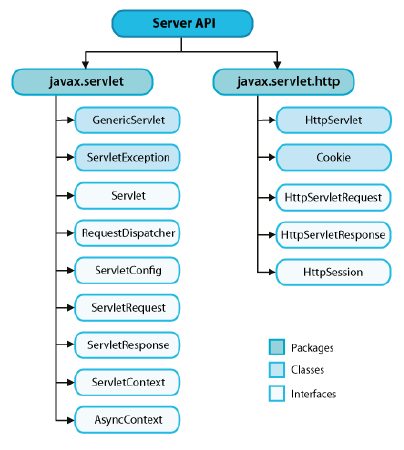 Server API
javax.servlet
javax.servlet.http
GenericServlet
ServletException
Servlet
RequestDispatcher
ServletConfig
ServletRequest
ServletResponse
ServletContext
AsyncContext
HttpServlet
Cookie
HttpServletRequest
HttpServletResponse
HttpSession
Packages
Classes
Interfaces